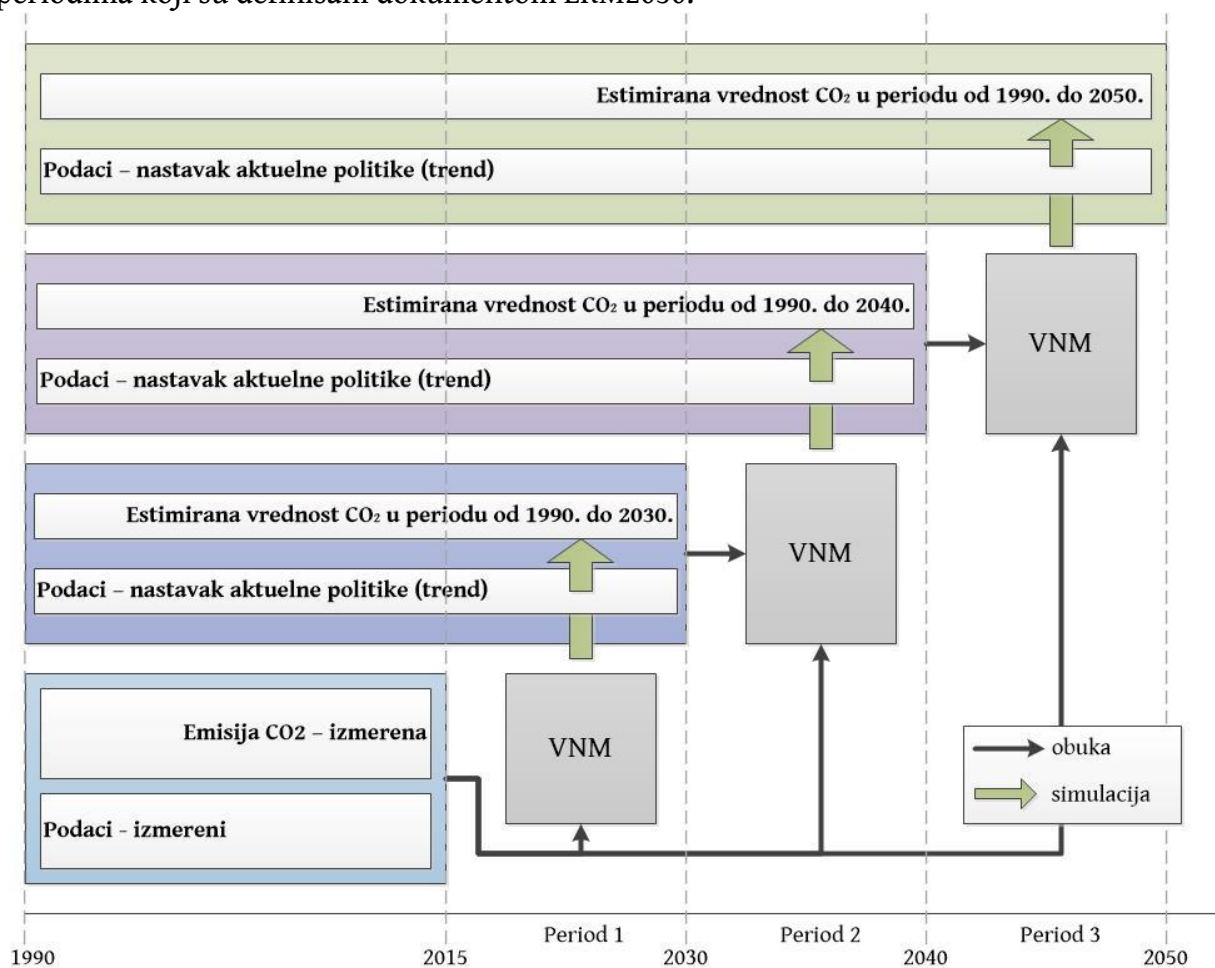 periodima koji su definisani dokumentom
Estimirana vrednost CO₂ u periodu od 1990. do 2050.
Podaci – nastavak aktuelne politike (trend)
Estimirana vrednost CO₂ u periodu od 1990. do 2040.
VNM
Podaci – nastavak aktuelne politike (trend)
Estimirana vrednost CO₂ u periodu od 1990. do 2030.
VNM
Podaci – nastavak aktuelne politike (trend)
Emisija CO2 – izmerena
VNM
Podaci - izmereni
obuka
simulacija
Period 1
Period 2
Period 3
1990
2015
2030
2040
2050